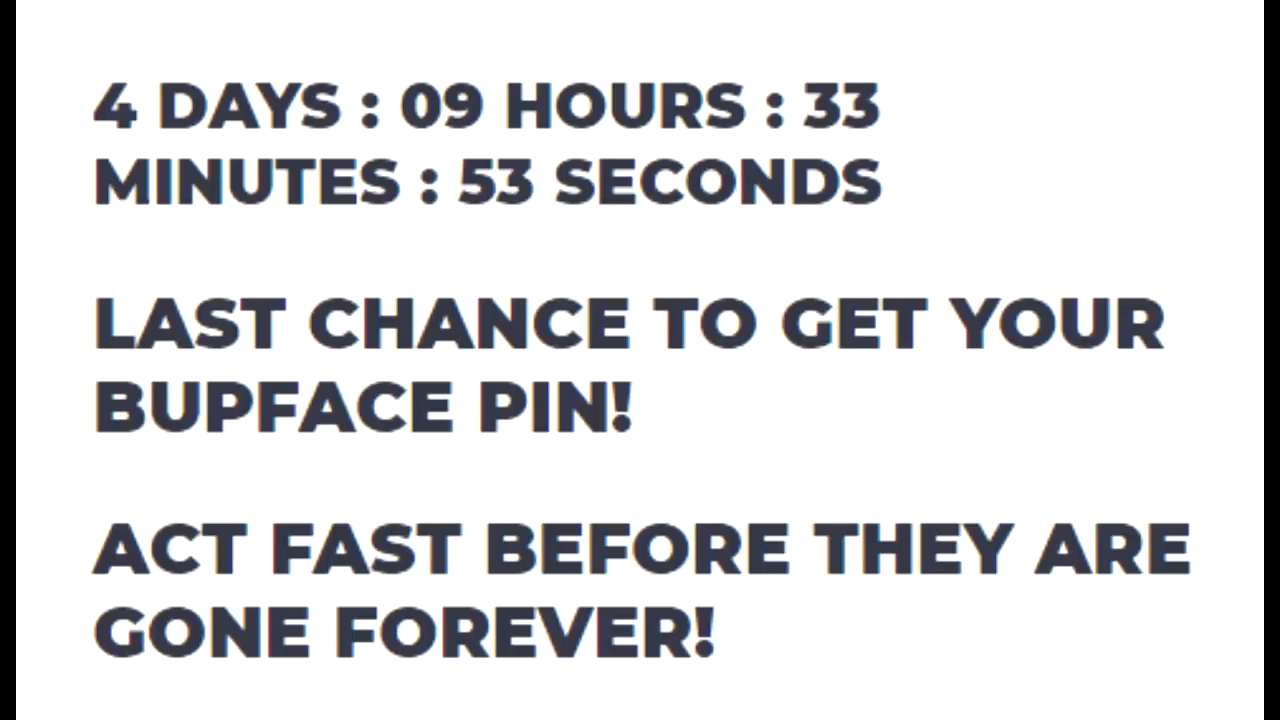 4 DAYS : 09 HOURS : 33
MINUTES : 53 SECONDS
LAST CHANCE TO GET YOUR
BUPFACE PIN!
ACT FAST BEFORE THEY ARE
GONE FOREVER!